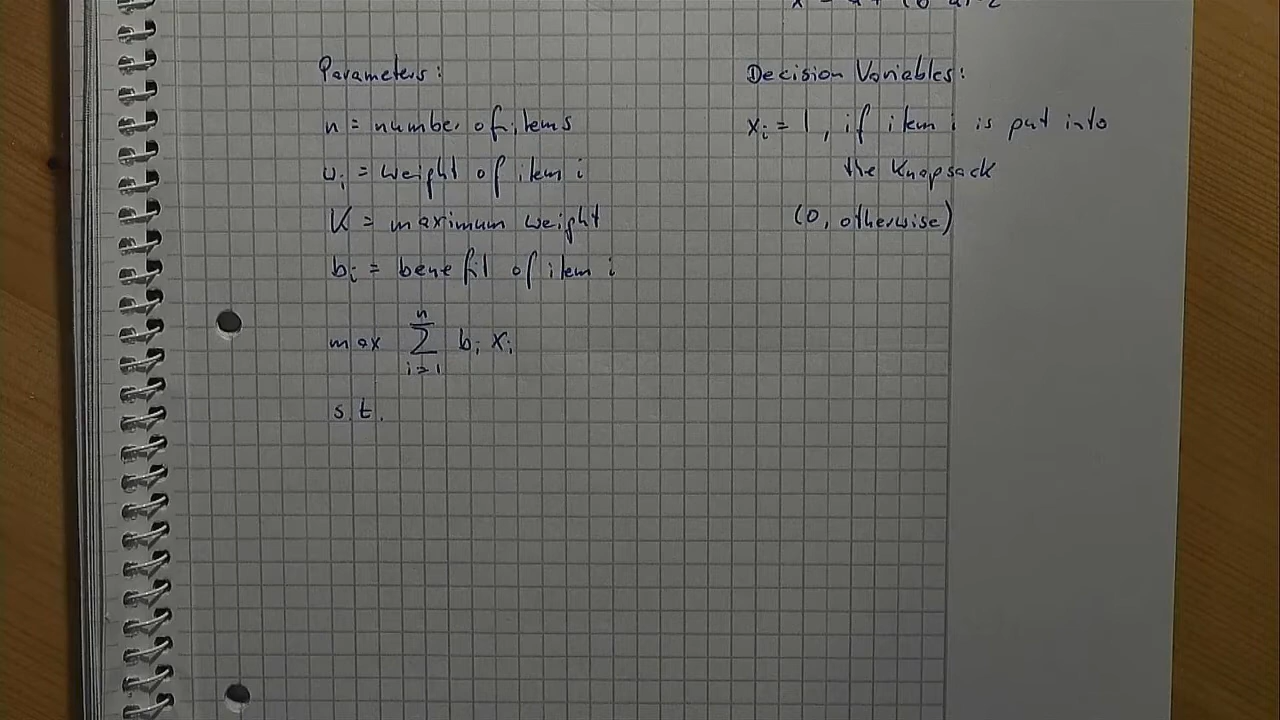 Parameters:
n = number of items
wᵢ = weight of item i
K = maximum weight
bᵢ = benefit of item i
max ∑ᵢ₌₁ⁿ bᵢ xᵢ
s.t.
Decision Variables:
xᵢ = 1, if item i is put into
the Knapsack
(0, otherwise)